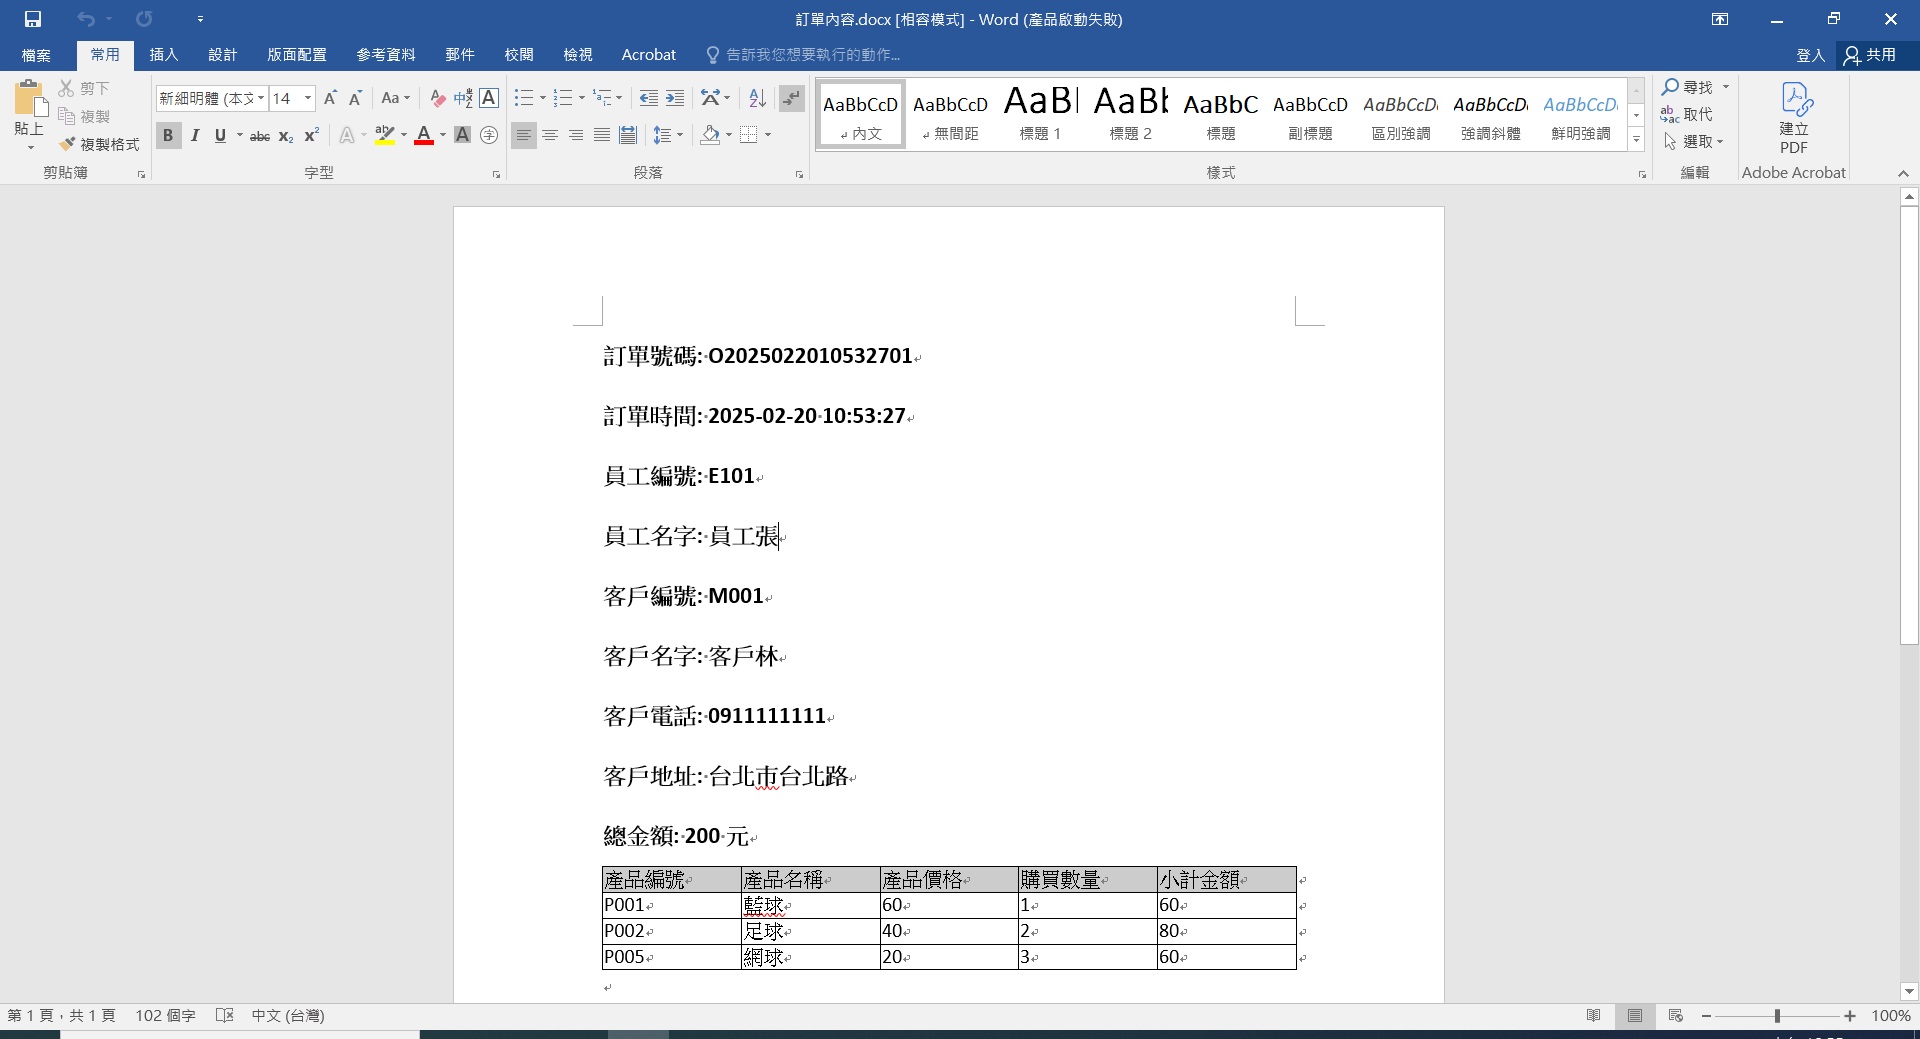 訂單內容.docx [相容模式] - Word (產品啟動失敗)
檔案 常用 插入 設計 版面配置 參考資料 郵件 校閱 檢視 Acrobat 告訴我您想要執行的動作... 登入 共用
貼上
剪下
複製
複製格式
剪貼簿
新細明體 (本文 14
字型
段落
AaBbCcD AaBbCcD AaBl AaBb AaBbC AaBbCcD AaBbCcD AaBbCcD AaBbCcD
內文 無間距 標題 1 標題 2 標題 副標題 區別強調 強調斜體 鮮明強調
樣式
尋找
取代
選取
編輯
建立
PDF
Adobe Acrobat
訂單號碼: O2025022010532701
訂單時間: 2025-02-20 10:53:27
員工編號: E101
員工名字: 員工張
客戶編號: M001
客戶名字: 客戶林
客戶電話: 0911111111
客戶地址: 台北市台北路
總金額: 200 元
產品編號 產品名稱 產品價格 購買數量 小計金額
P001 籃球 60 1 60
P002 足球 40 2 80
P005 網球 20 3 60
第 1 頁，共 1 頁 102 個字 中文 (台灣) 100%